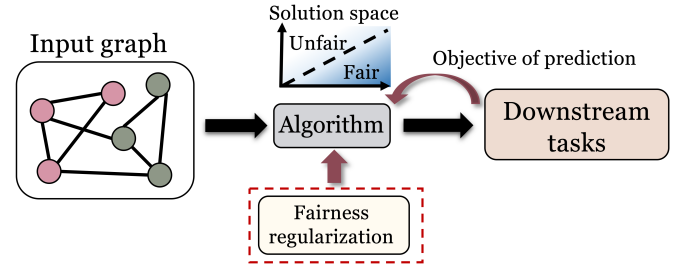 Solution space
Input graph
Unfair
Fair
Objective of prediction
Algorithm
Downstream
tasks
Fairness
regularization